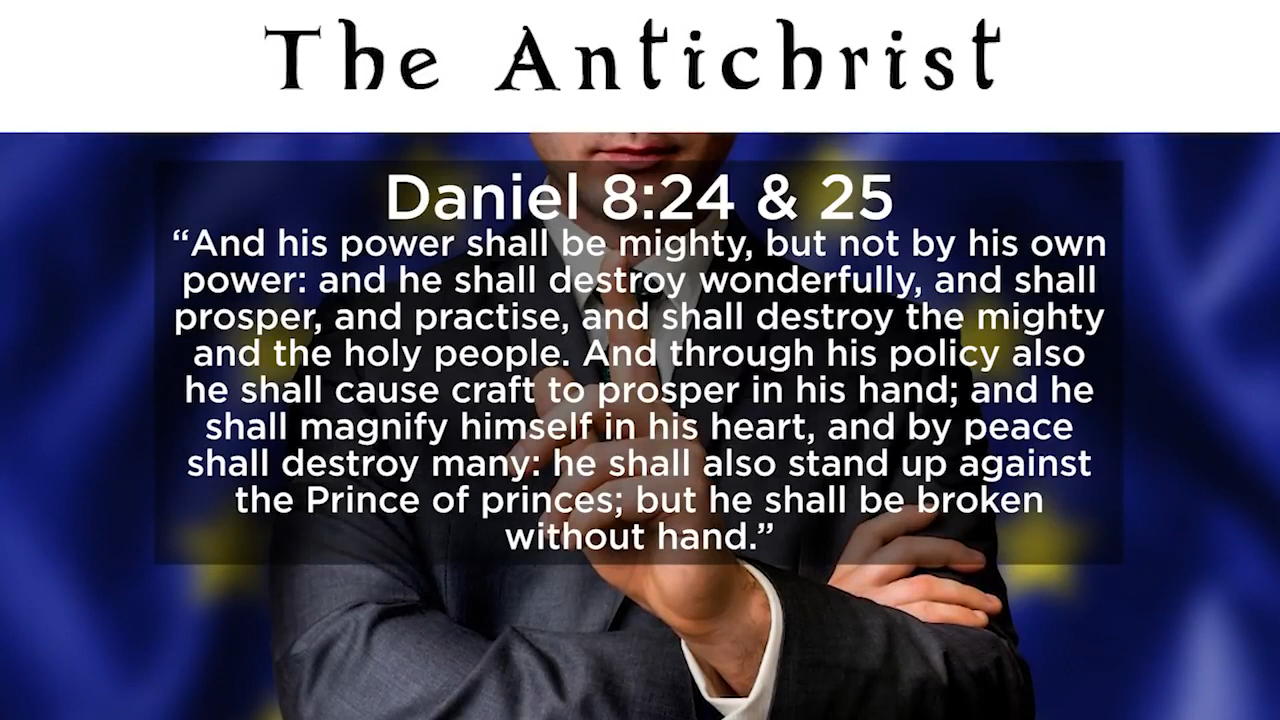 The Antichrist
Daniel 8:24 & 25
“And his power shall be mighty, but not by his own
power: and he shall destroy wonderfully, and shall
prosper, and practise, and shall destroy the mighty
and the holy people. And through his policy also
he shall cause craft to prosper in his hand; and he
shall magnify himself in his heart, and by peace
shall destroy many: he shall also stand up against
the Prince of princes; but he shall be broken
without hand.”